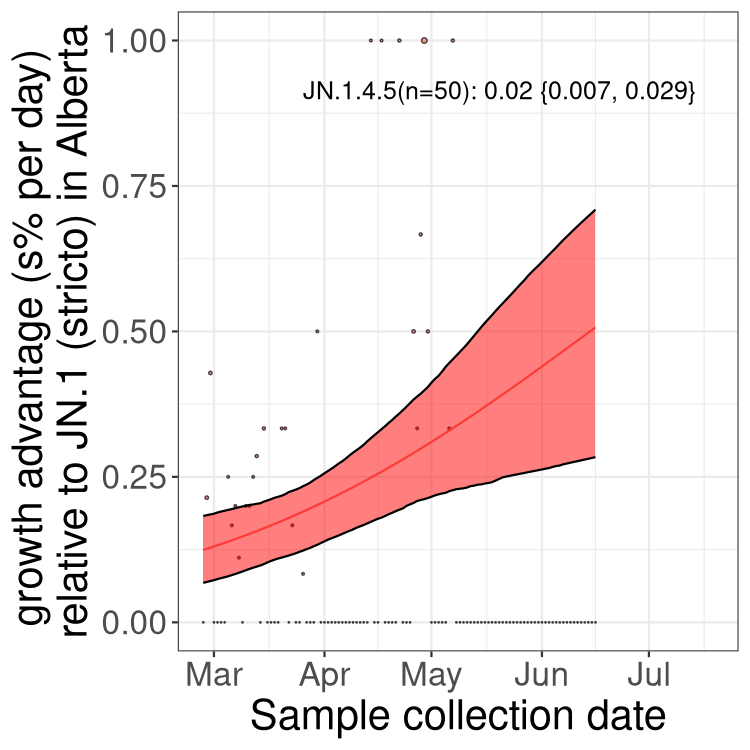 growth advantage (s% per day)
relative to JN.1 (stricto) in Alberta
1.00
0.75
0.50
0.25
0.00
JN.1.4.5(n=50): 0.02 {0.007, 0.029}
Mar Apr May Jun Jul
Sample collection date